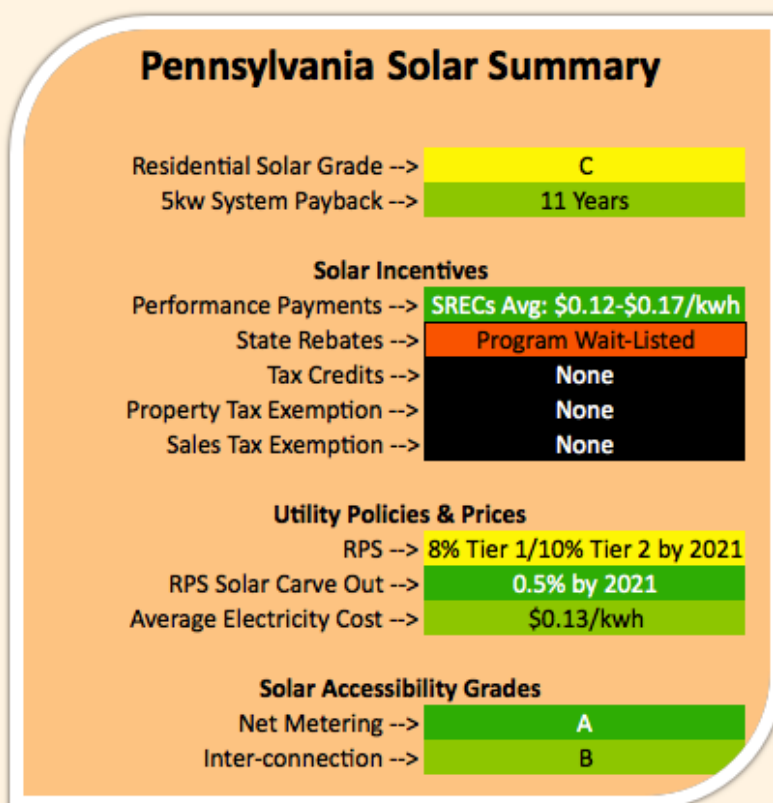 Pennsylvania Solar Summary
Residential Solar Grade --> C
5kw System Payback --> 11 Years
Solar Incentives
Performance Payments --> SRECs Avg: $0.12-$0.17/kwh
State Rebates --> Program Wait-Listed
Tax Credits --> None
Property Tax Exemption --> None
Sales Tax Exemption --> None
Utility Policies & Prices
RPS --> 8% Tier 1/10% Tier 2 by 2021
RPS Solar Carve Out --> 0.5% by 2021
Average Electricity Cost --> $0.13/kwh
Solar Accessibility Grades
Net Metering --> A
Inter-connection --> B